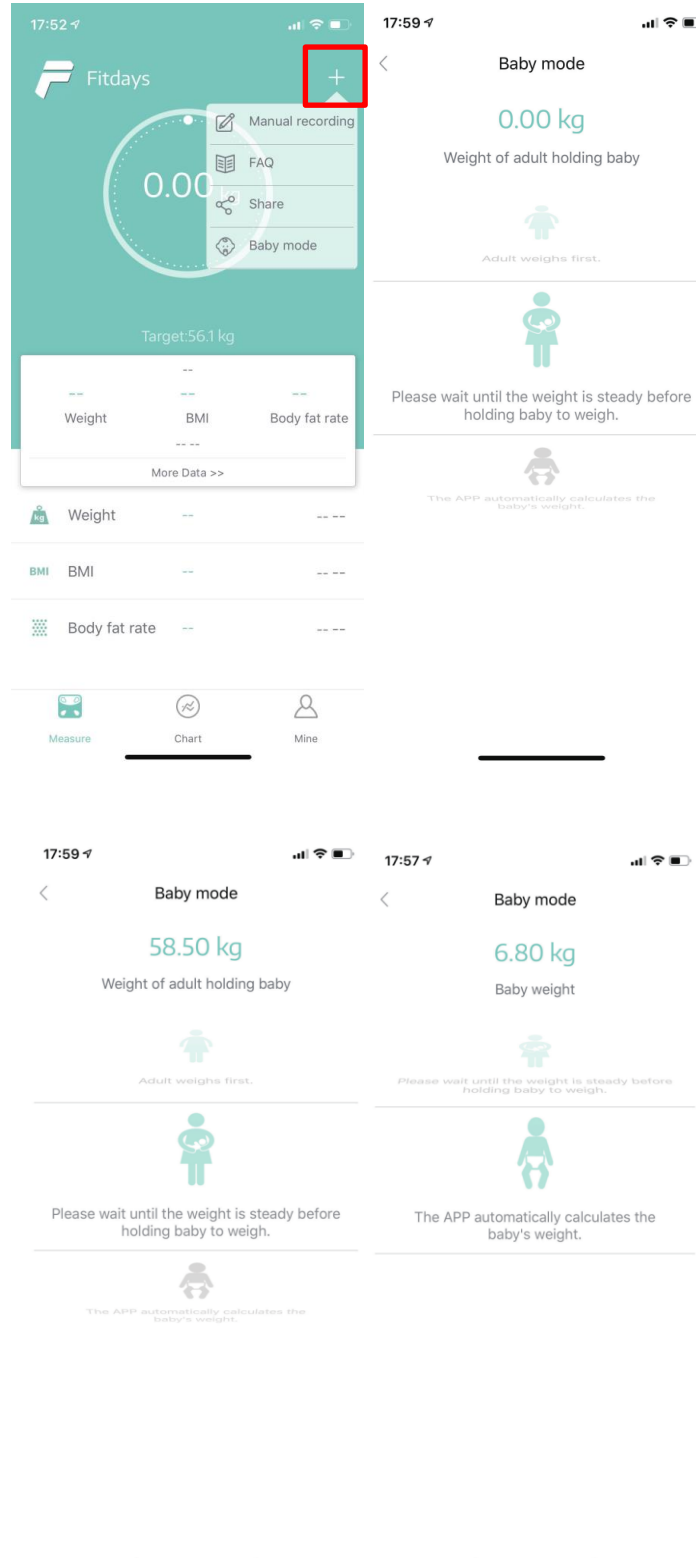 17:52
Fitdays
+
Manual recording
FAQ
Share
Baby mode
0.00 kg
Target:56.1 kg
--
-- -- --
Weight BMI Body fat rate
-- --
More Data >>
kg Weight -- -- --
BMI BMI -- -- --
Body fat rate -- -- --
Measure Chart Mine
17:59
< Baby mode
0.00 kg
Weight of adult holding baby
Adult weighs first.
Please wait until the weight is steady before
holding baby to weigh.
The APP automatically calculates the
baby's weight.
17:59
< Baby mode
58.50 kg
Weight of adult holding baby
Adult weighs first.
Please wait until the weight is steady before
holding baby to weigh.
The APP automatically calculates the
baby's weight.
17:57
< Baby mode
6.80 kg
Baby weight
Please wait until the weight is steady before
holding baby to weigh.
The APP automatically calculates the
baby's weight.